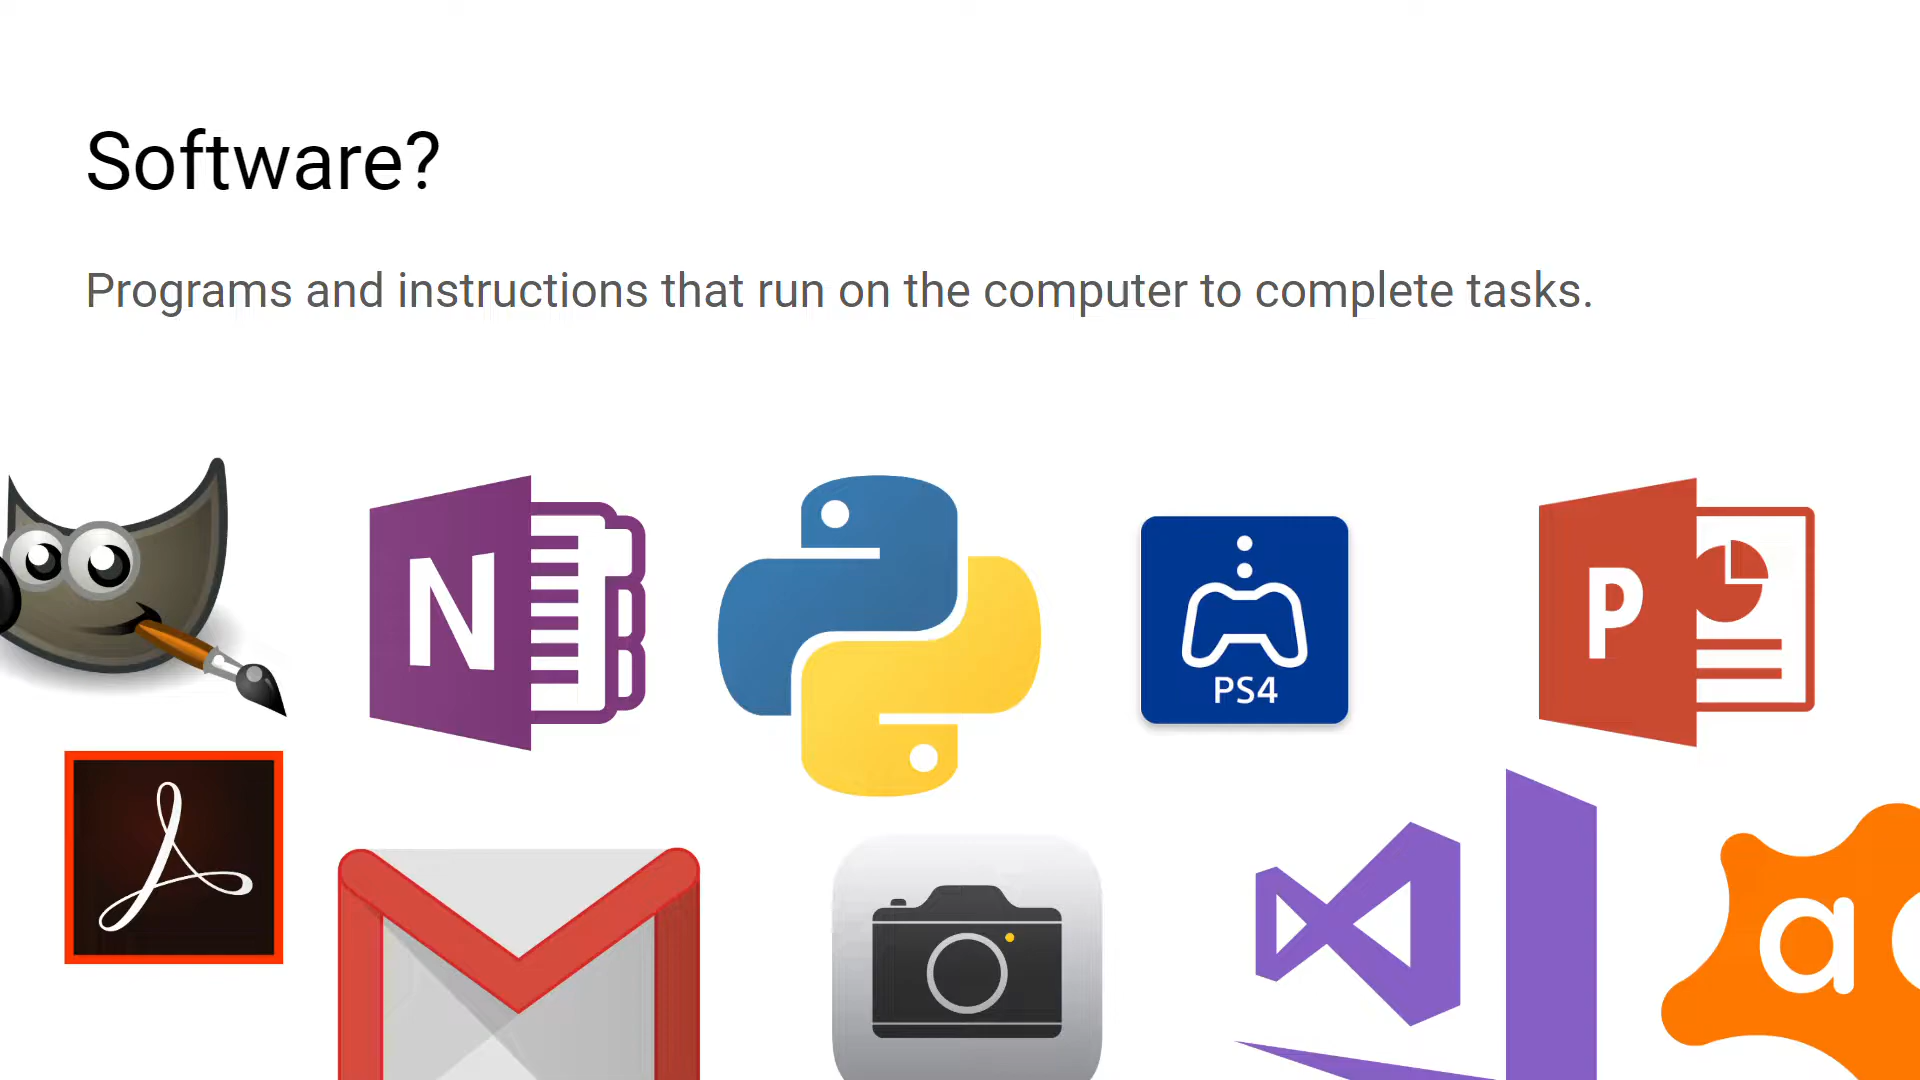 Software?
Programs and instructions that run on the computer to complete tasks.
N
PS4
P
a